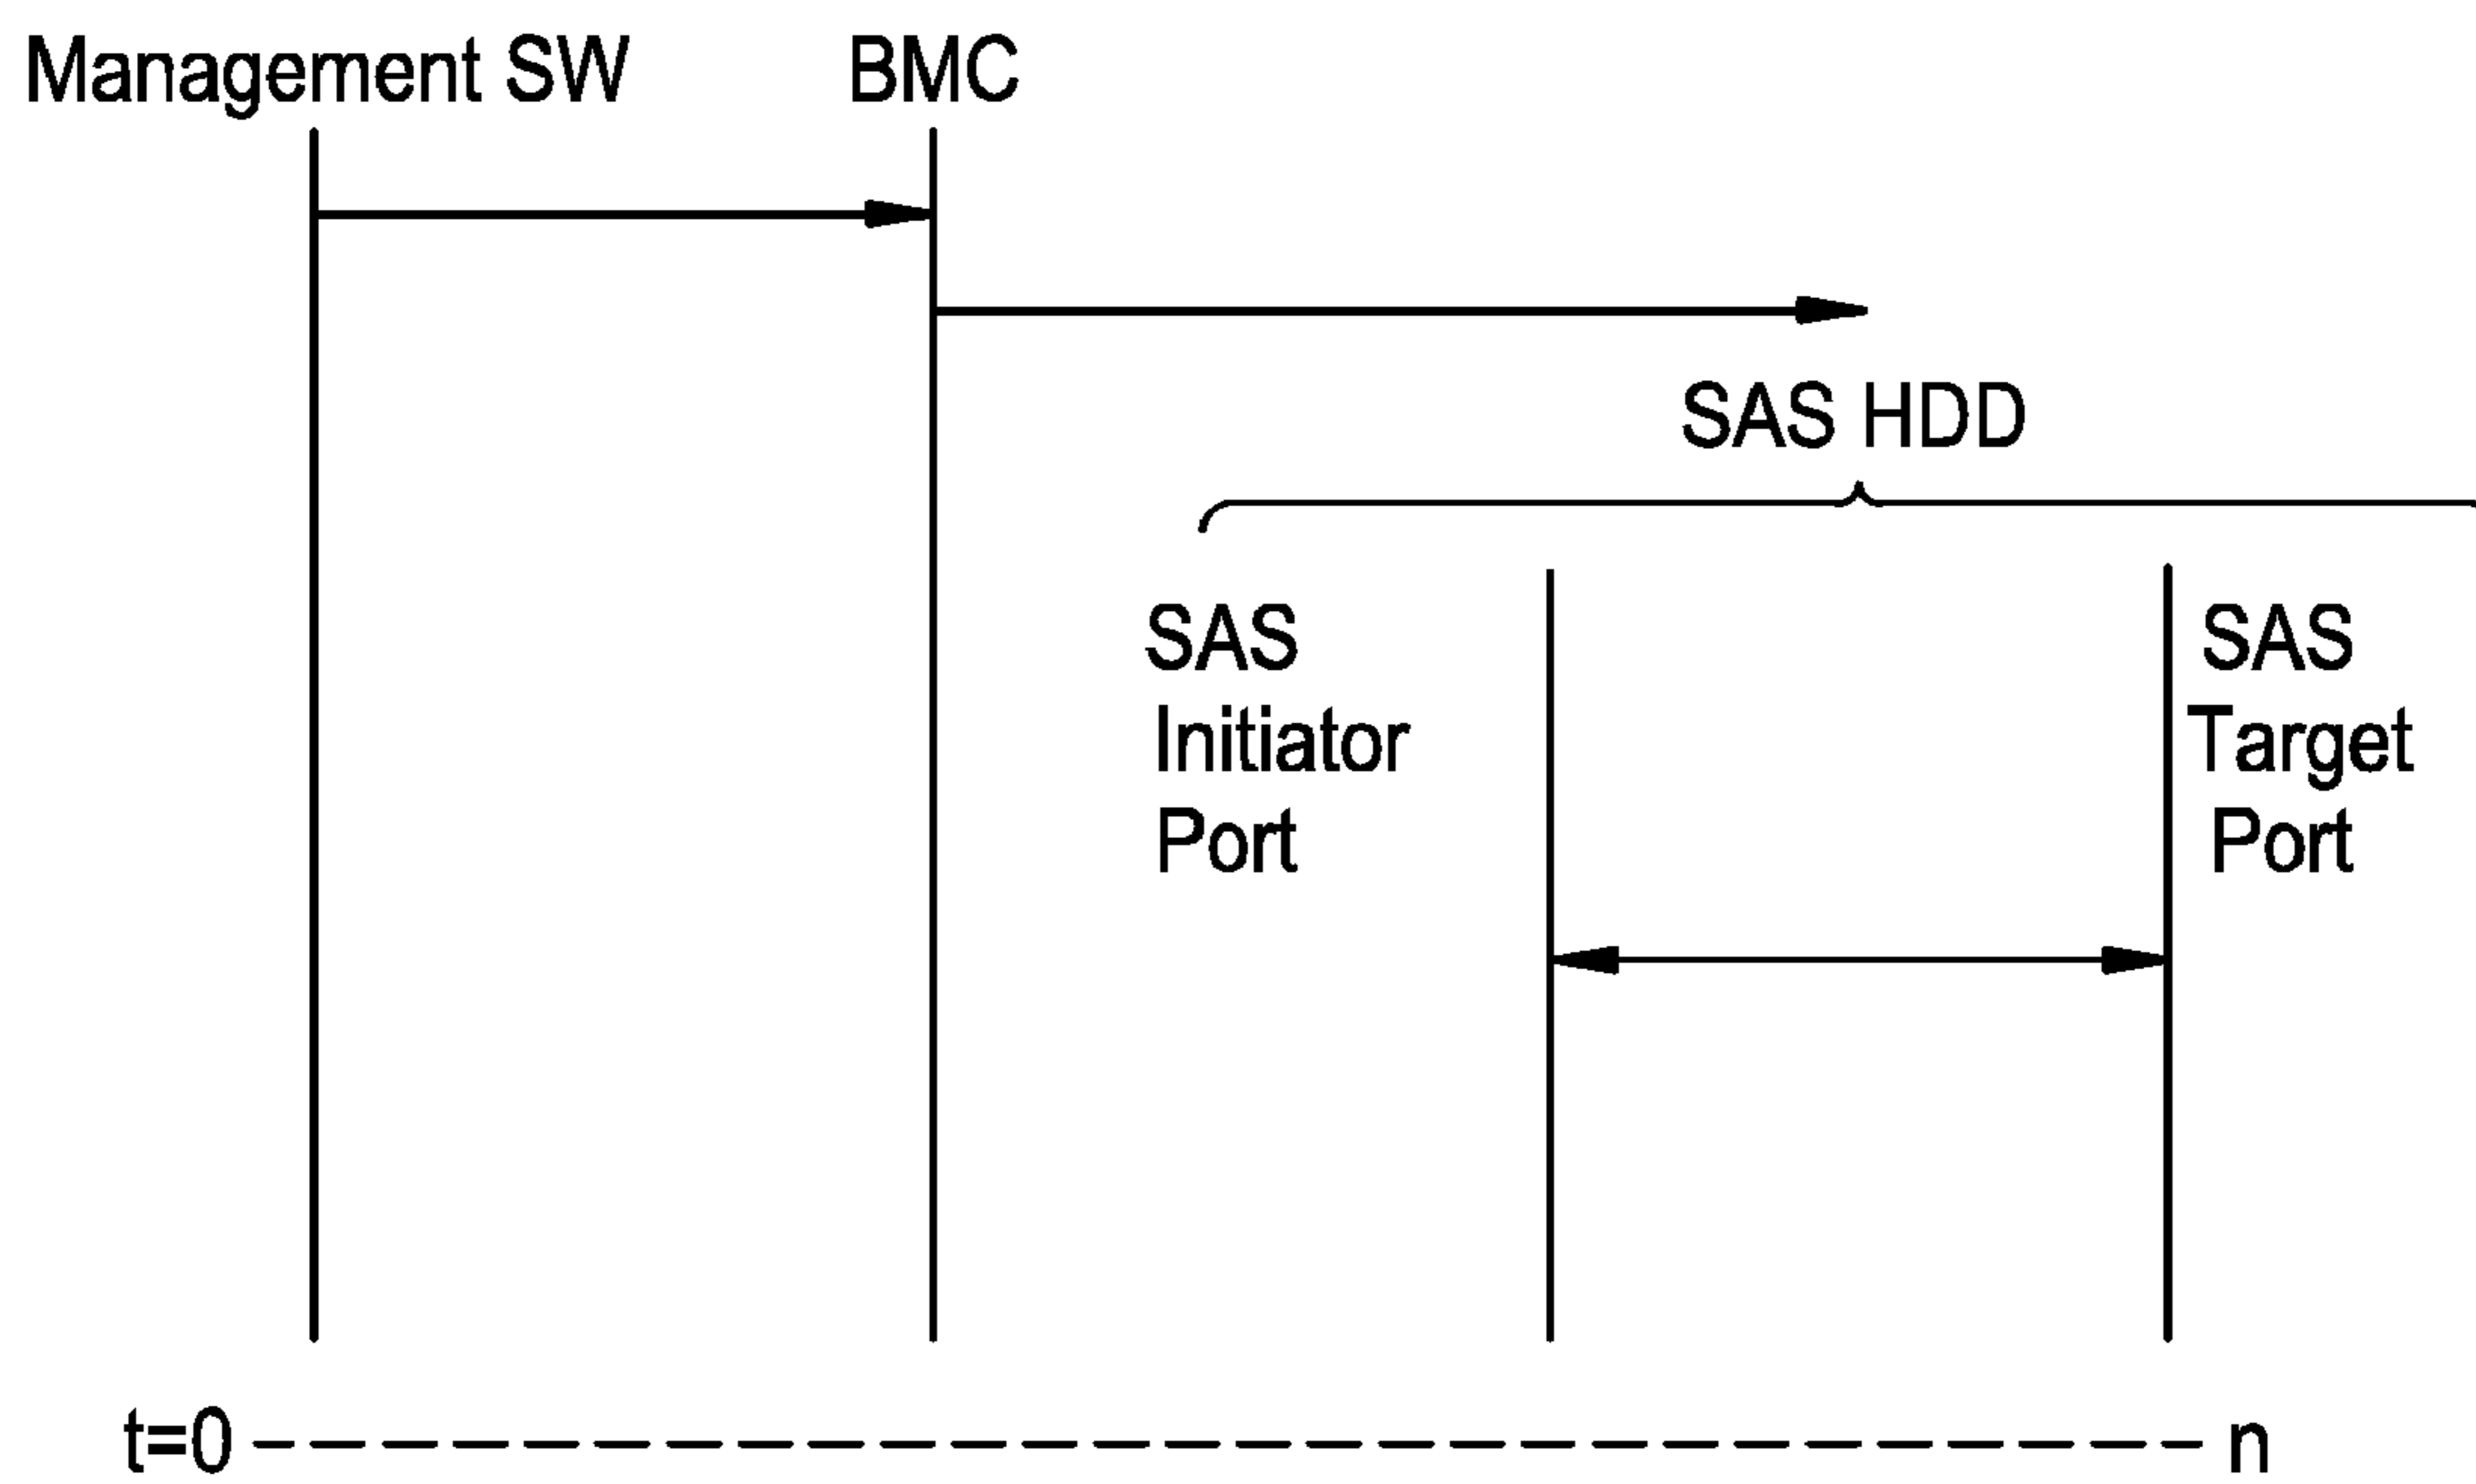 Management SW
BMC
SAS HDD
SAS
Initiator
Port
SAS
Target
Port
t=0
n